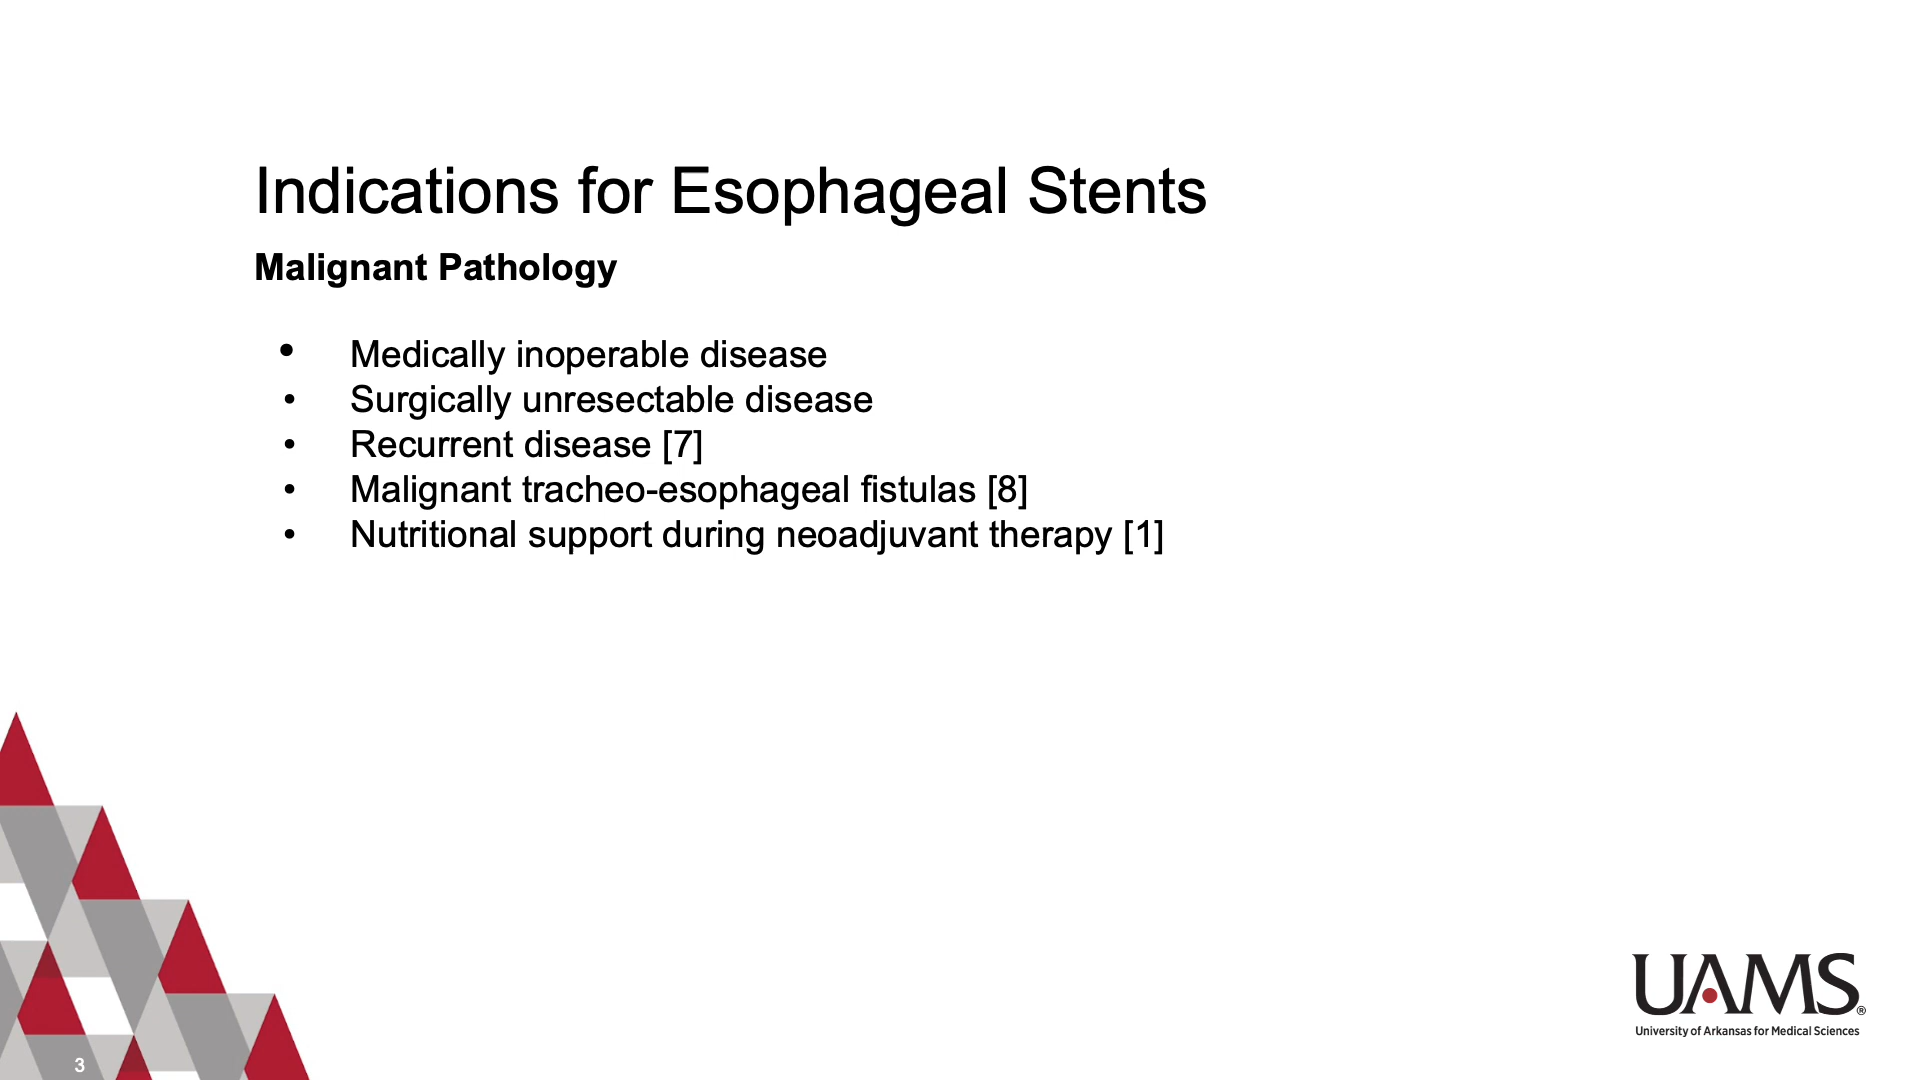 Indications for Esophageal Stents
Malignant Pathology
• Medically inoperable disease
• Surgically unresectable disease
• Recurrent disease [7]
• Malignant tracheo-esophageal fistulas [8]
• Nutritional support during neoadjuvant therapy [1]
UAMS®
University of Arkansas for Medical Sciences
3